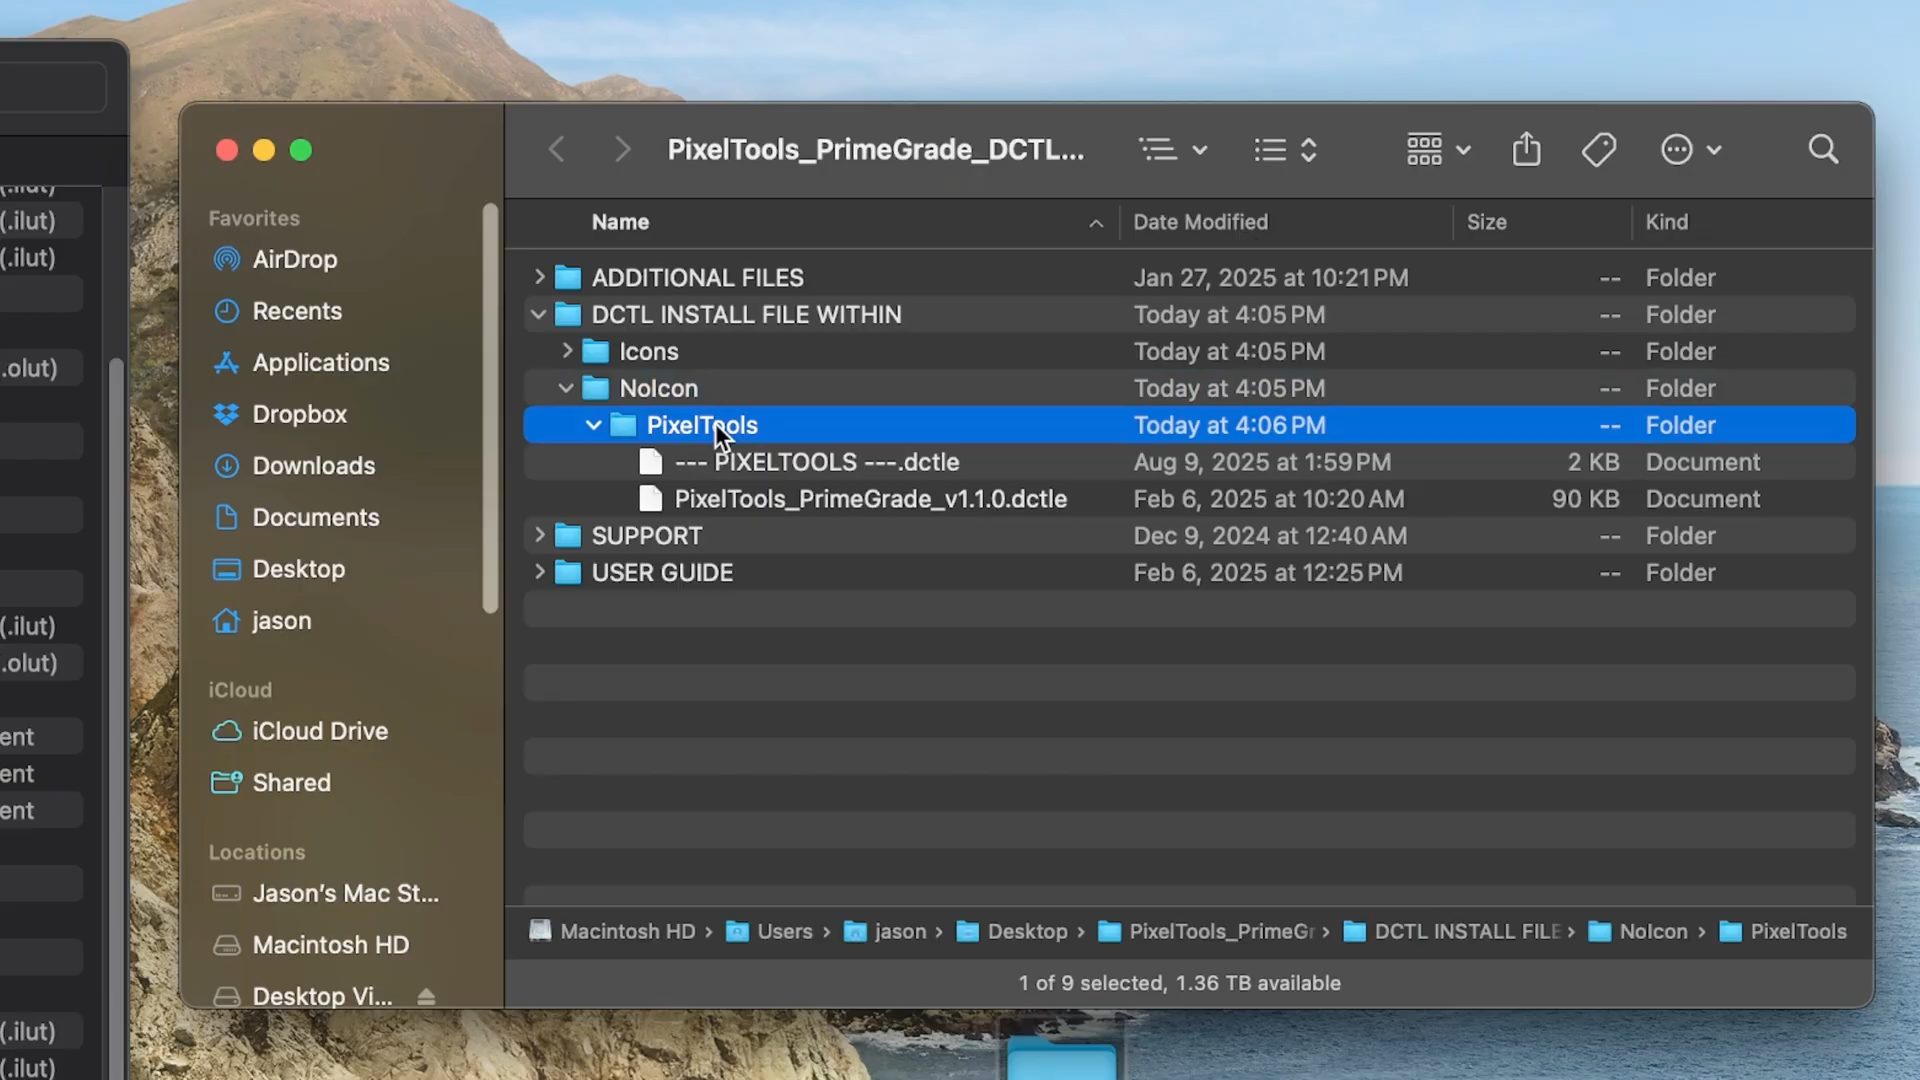 (.ilut)
(.ilut)
(.ilut)
.olut)
(.ilut)
.olut)
ent
ent
ent
(.ilut)
(.ilut)
PixelTools_PrimeGrade_DCTL...
Favorites
AirDrop
Recents
Applications
Dropbox
Downloads
Documents
Desktop
jason
iCloud
iCloud Drive
Shared
Locations
Jason's Mac St...
Macintosh HD
Desktop Vi...
Name Date Modified Size Kind
ADDITIONAL FILES Jan 27, 2025 at 10:21 PM -- Folder
DCTL INSTALL FILE WITHIN Today at 4:05 PM -- Folder
Icons Today at 4:05 PM -- Folder
NoIcon Today at 4:05 PM -- Folder
PixelTools Today at 4:06 PM -- Folder
--- PIXELTOOLS ---.dctle Aug 9, 2025 at 1:59 PM 2 KB Document
PixelTools_PrimeGrade_v1.1.0.dctle Feb 6, 2025 at 10:20 AM 90 KB Document
SUPPORT Dec 9, 2024 at 12:40 AM -- Folder
USER GUIDE Feb 6, 2025 at 12:25 PM -- Folder
Macintosh HD › Users › jason › Desktop › PixelTools_PrimeGr › DCTL INSTALL FILE › NoIcon › PixelTools
1 of 9 selected, 1.36 TB available